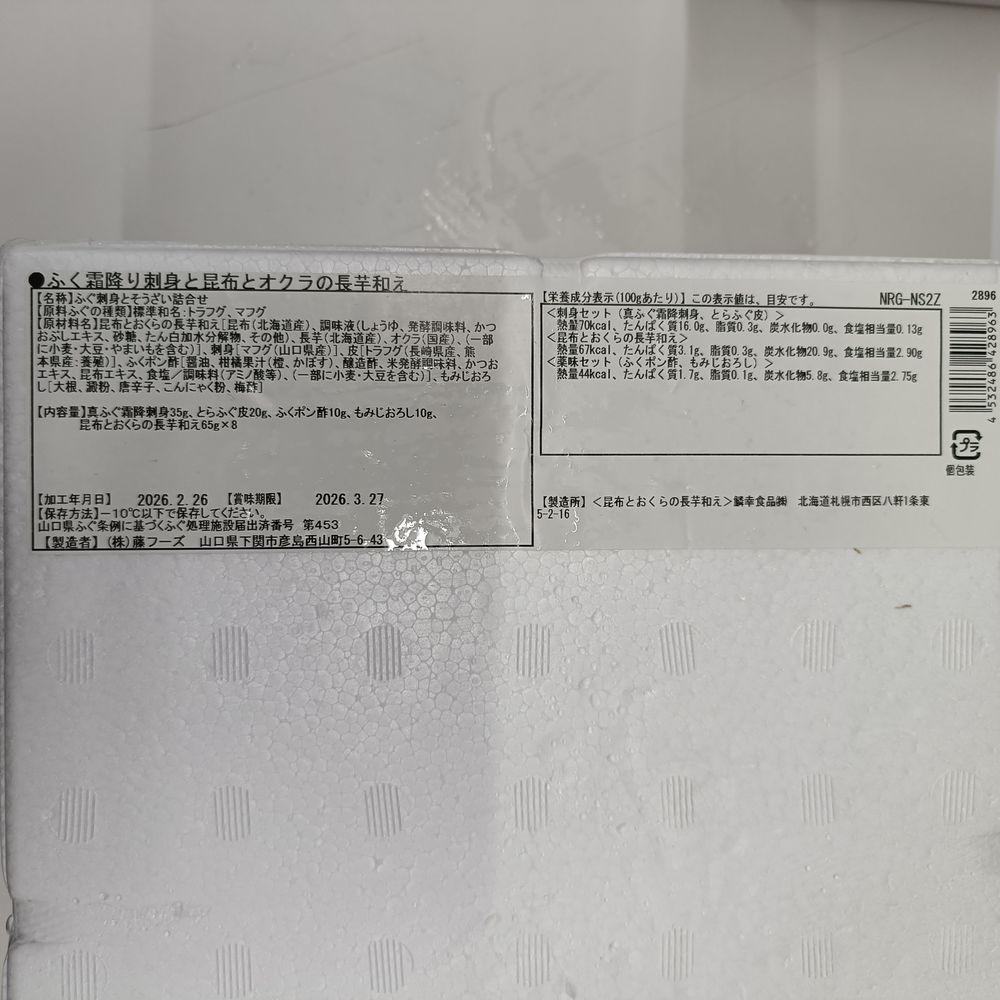 ●ふく霜降り刺身と昆布とオクラの長芋和え
【名称】ふぐ刺身とそうざい詰合せ
【原料ふぐの種類】標準和名:トラフグ、マフグ
【原材料名】昆布とおくらの長芋和え[昆布(北海道産)、調味液(しょうゆ、発酵調味料、かつ
おぶしエキス、砂糖、たん白加水分解物、その他)、長芋(北海道産)、オクラ(国産)、(一部
に小麦・大豆・やまいもを含む)]、刺身[マフグ(山口県産)]、皮[トラフグ(長崎県産、熊
本県産:養殖)]、ふくポン酢[醤油、柑橘果汁(橙、かぼす)、醸造酢、米発酵調味料、かつお
エキス、昆布エキス、食塩/調味料(アミノ酸等)、(一部に小麦・大豆を含む)]、もみじおろ
し[大根、澱粉、唐辛子、こんにゃく粉、梅酢]
【内容量】真ふぐ霜降刺身35g、とらふぐ皮20g、ふくポン酢10g、もみじおろし10g、
昆布とおくらの長芋和え65g×8
【加工年月日】 2026.2.26 【賞味期限】 2026.3.27
【保存方法】−10℃以下で保存してください。
山口県ふぐ条例に基づくふぐ処理施設届出済番号 第453
【製造者】(株)藤フーズ 山口県下関市彦島西山町5-6-43
【栄養成分表示(100gあたり)】この表示値は、目安です。 NRG-NS2Z 2896
<刺身セット(真ふぐ霜降刺身、とらふぐ皮)>
熱量70kcal、たんぱく質16.0g、脂質0.3g、炭水化物0.0g、食塩相当量0.13g
<昆布とおくらの長芋和え>
熱量67kcal、たんぱく質3.1g、脂質0.3g、炭水化物20.9g、食塩相当量2.90g
<薬味セット(ふくポン酢、もみじおろし)>
熱量44kcal、たんぱく質1.7g、脂質0.1g、炭水化物5.8g、食塩相当量2.75g
4 532486 428963
プラ
個包装
【製造所】<昆布とおくらの長芋和え>鱗幸食品㈱ 北海道札幌市西区八軒1条東
5-2-16